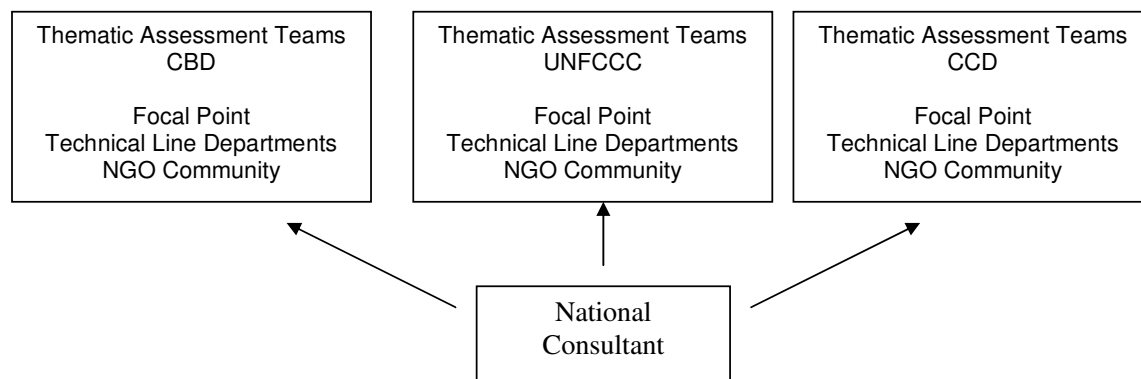 Thematic Assessment Teams
CBD
Focal Point
Technical Line Departments
NGO Community
Thematic Assessment Teams
UNFCCC
Focal Point
Technical Line Departments
NGO Community
Thematic Assessment Teams
CCD
Focal Point
Technical Line Departments
NGO Community
National
Consultant